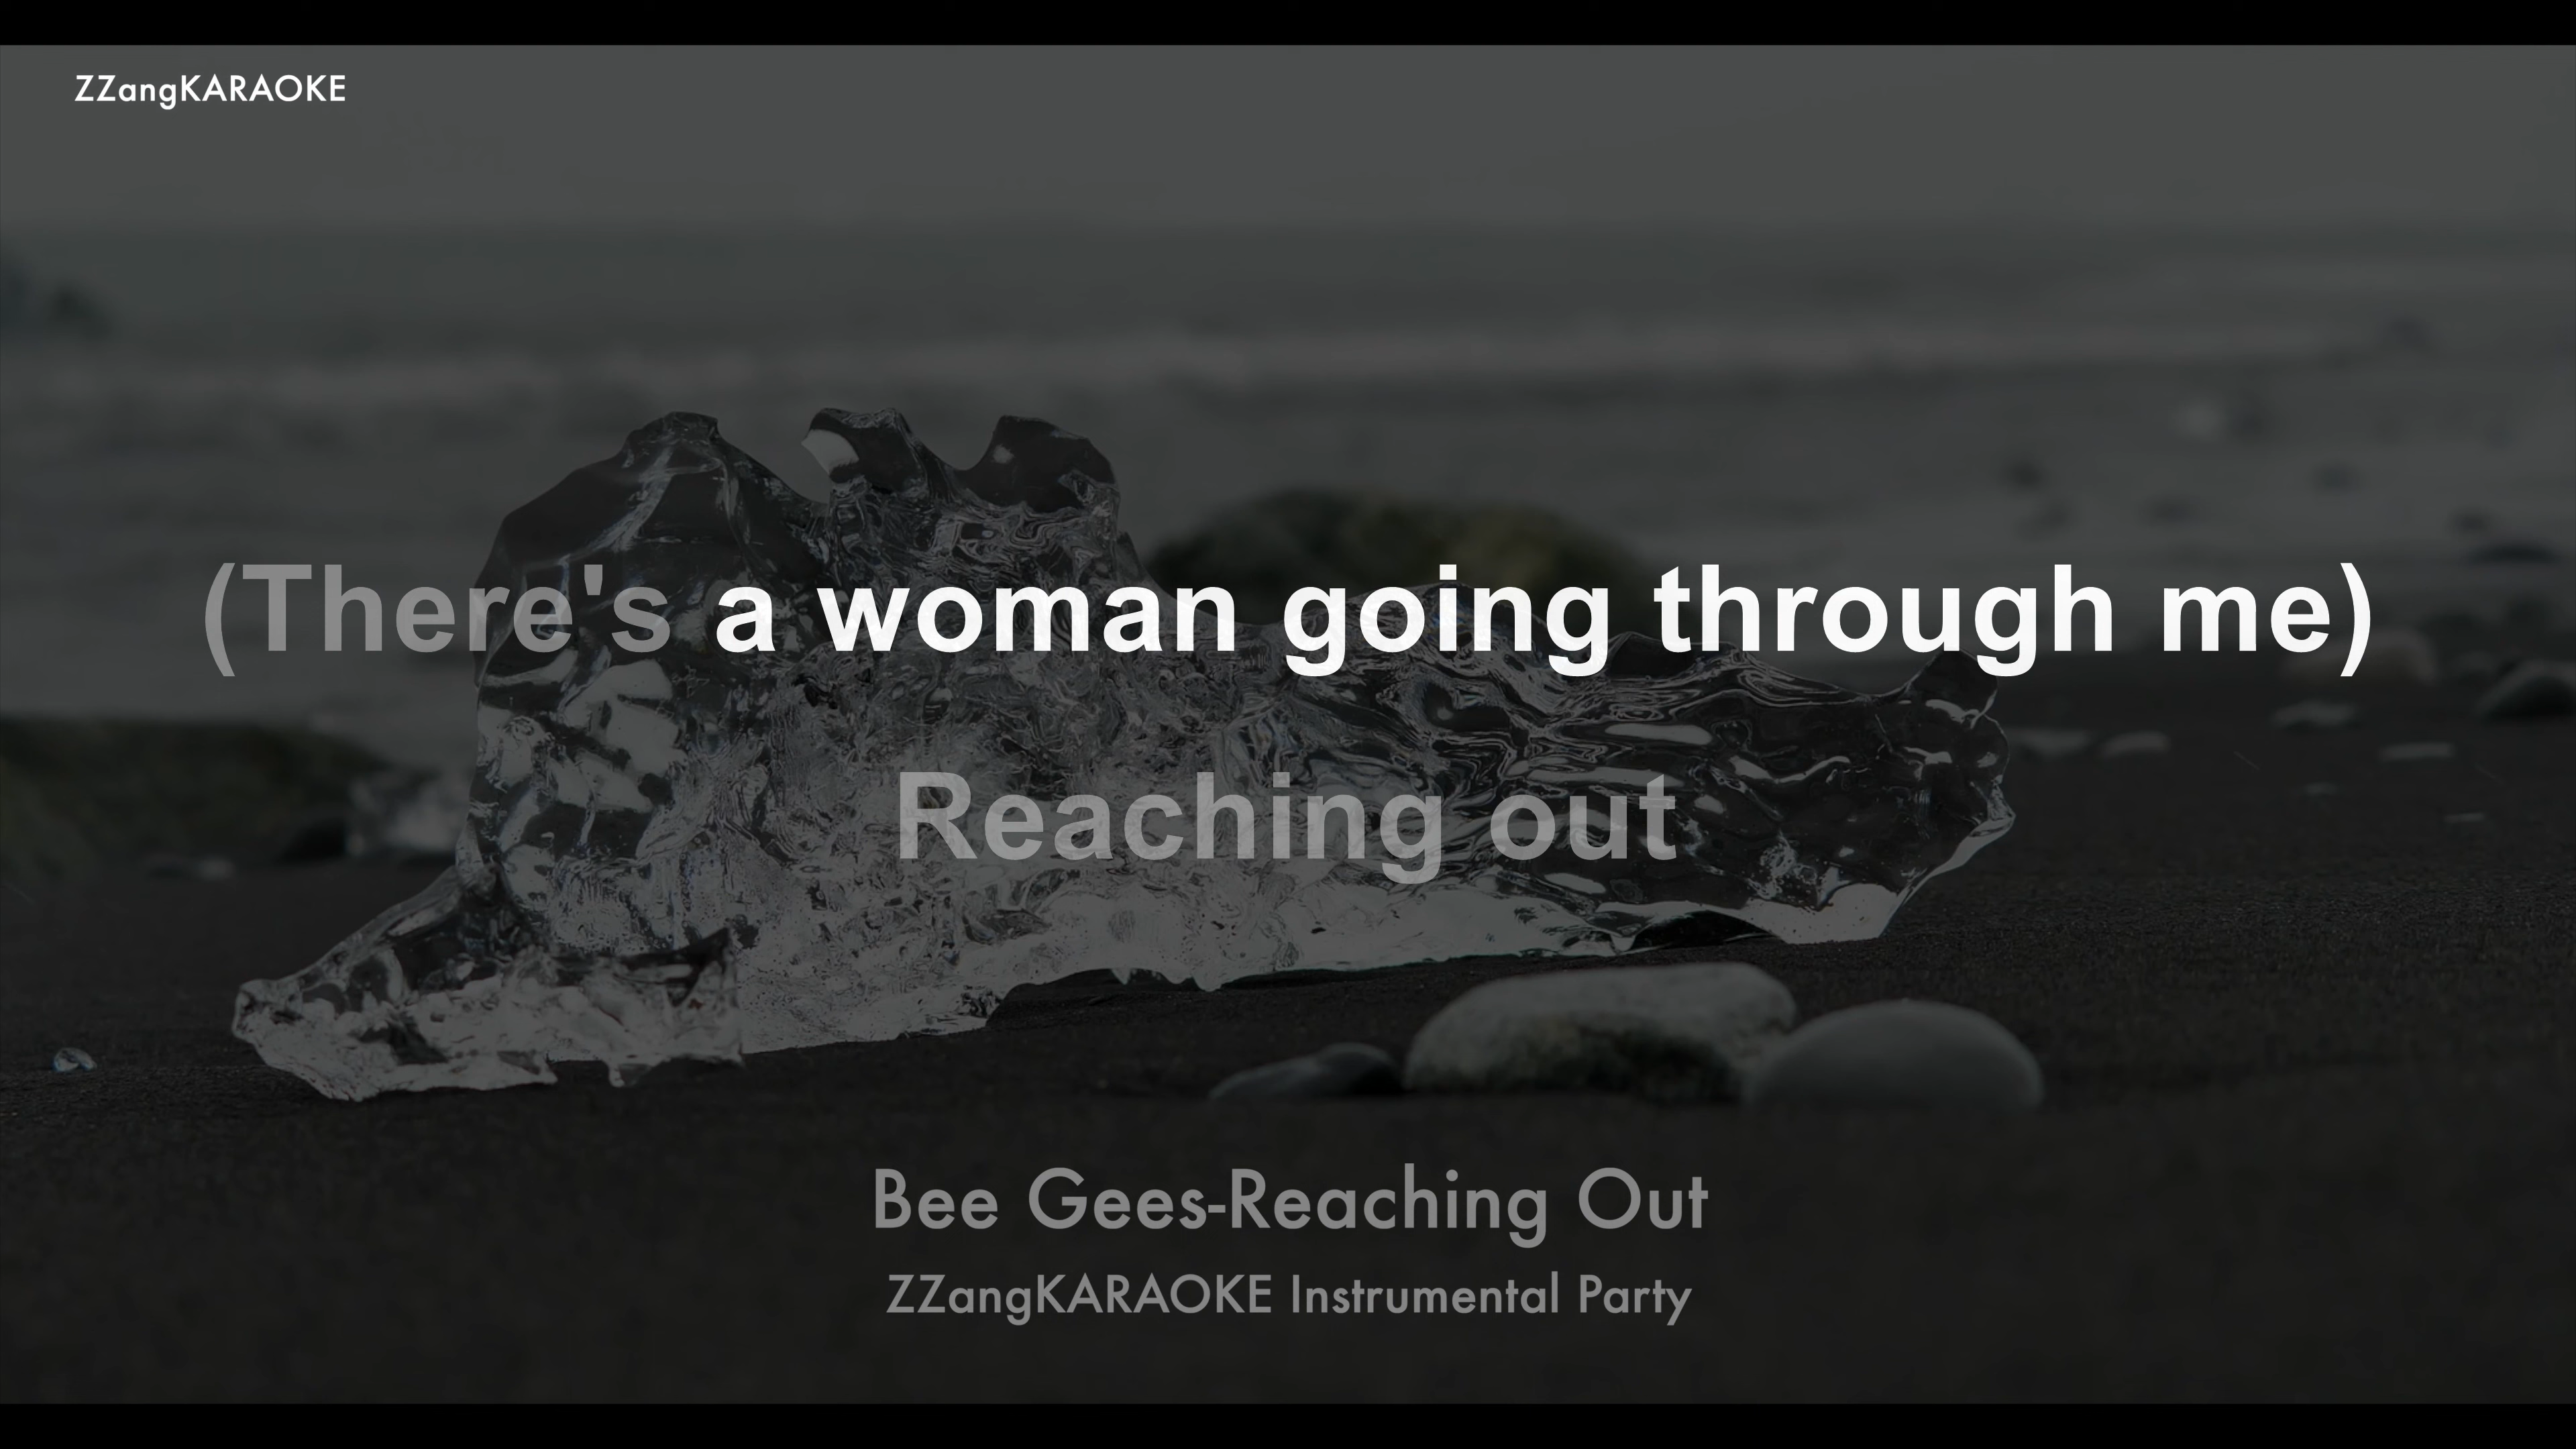 ZZangKARAOKE
(There's a woman going through me)
Reaching out
Bee Gees-Reaching Out
ZZangKARAOKE Instrumental Party